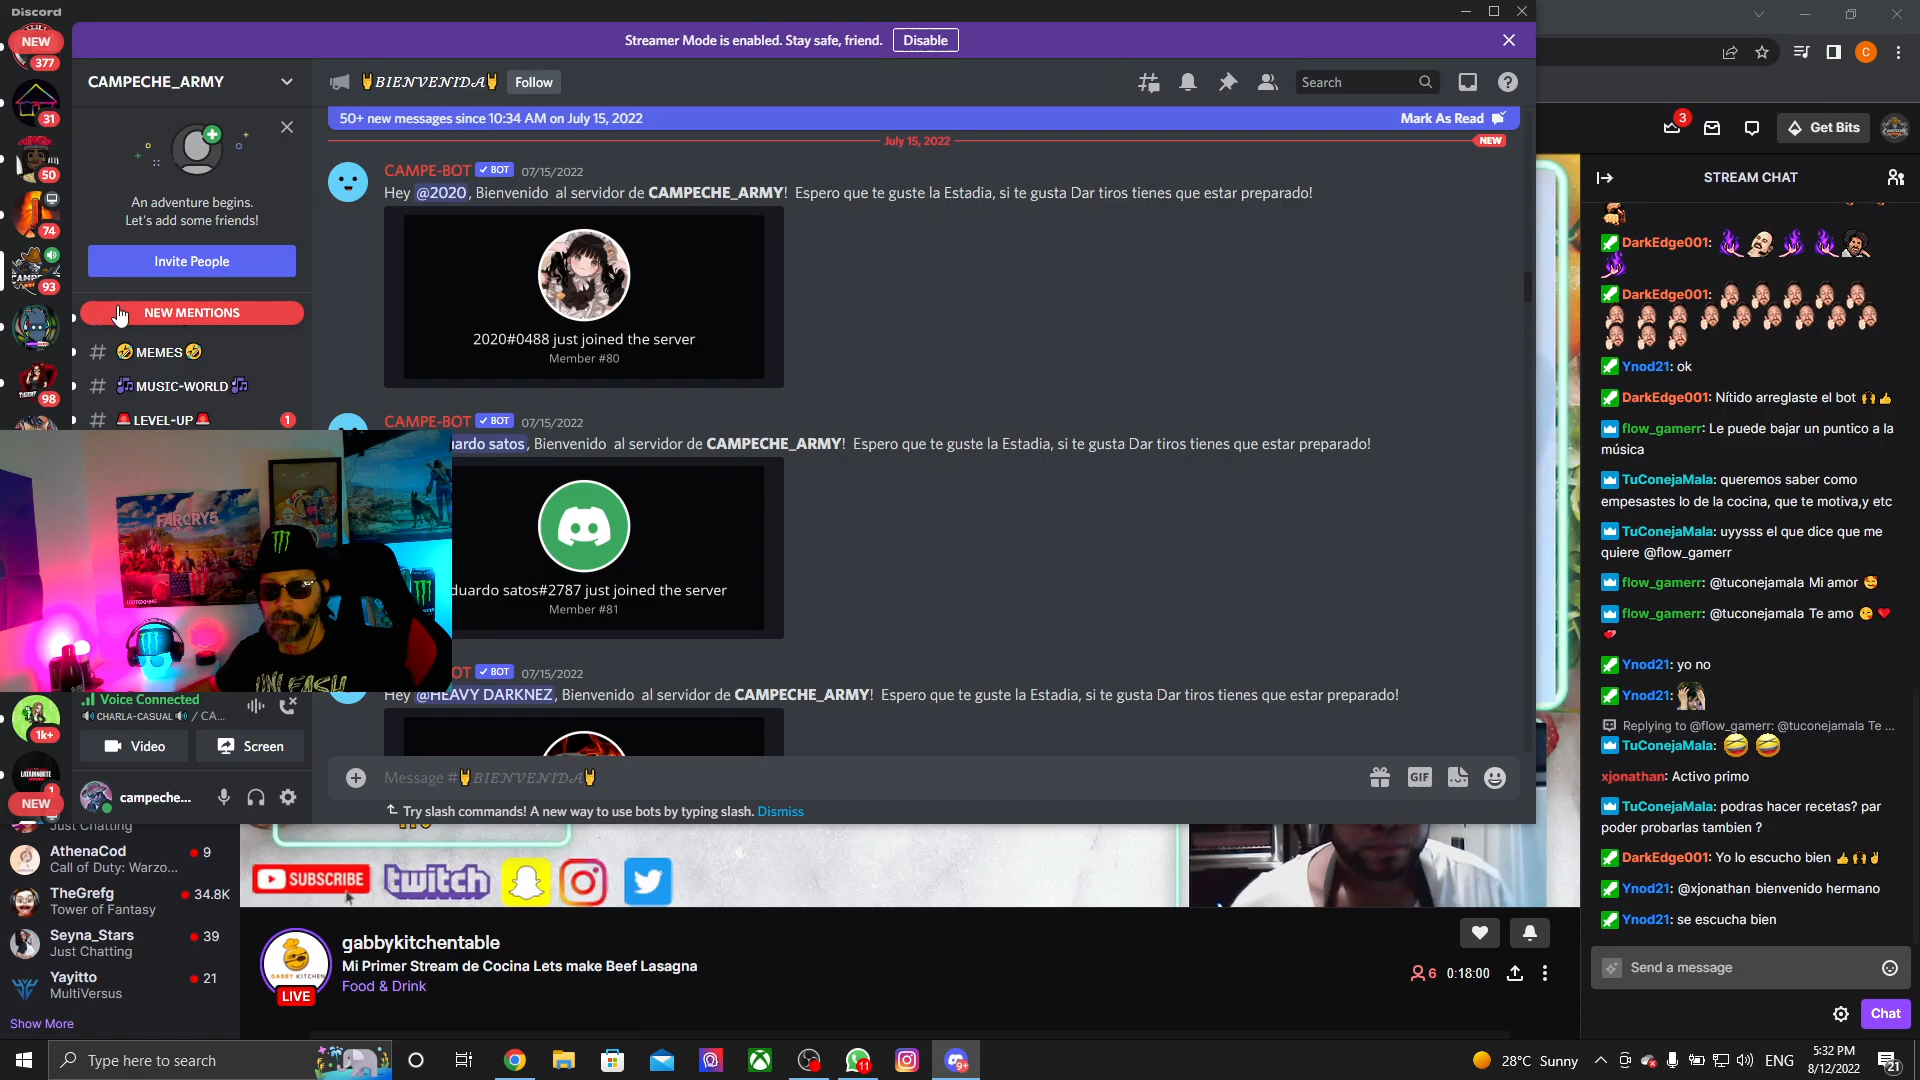 Discord
Streamer Mode is enabled. Stay safe, friend.
Disable
NEW
377
31
50
74
93
98
CAMPECHE_ARMY
An adventure begins.
Let's add some friends!
Invite People
NEW MENTIONS
# 🤣MEMES🤣
# 🎶MUSIC-WORLD🎶
# 🚨LEVEL-UP🚨
1
🤘𝓑𝓘𝓔𝓝𝓥𝓔𝓝𝓘𝓓𝓐🤘
Follow
Search
50+ new messages since 10:34 AM on July 15, 2022
Mark As Read
July 15, 2022
NEW
CAMPE-BOT ✓ BOT 07/15/2022
Hey @2020, Bienvenido al servidor de CAMPECHE_ARMY! Espero que te guste la Estadia, si te gusta Dar tiros tienes que estar preparado!
2020#0488 just joined the server
Member #80
CAMPE-BOT ✓ BOT 07/15/2022
uardo satos, Bienvenido al servidor de CAMPECHE_ARMY! Espero que te guste la Estadia, si te gusta Dar tiros tienes que estar preparado!
duardo satos#2787 just joined the server
Member #81
OT ✓ BOT 07/15/2022
Hey @HEAVY DARKNEZ, Bienvenido al servidor de CAMPECHE_ARMY! Espero que te guste la Estadia, si te gusta Dar tiros tienes que estar preparado!
Message #🤘𝓑𝓘𝓔𝓝𝓥𝓔𝓝𝓘𝓓𝓐🤘
GIF
Try slash commands! A new way to use bots by typing slash. Dismiss
FARCRY5
UNLEASH
Voice Connected
CHARLA-CASUAL / CA...
Video
Screen
1k+
1
NEW
campeche...
Just Chatting
AthenaCod
9
Call of Duty: Warzo...
TheGrefg
34.8K
Tower of Fantasy
Seyna_Stars
39
Just Chatting
Yayitto
21
MultiVersus
Show More
SUBSCRIBE
twitch
GABBY KITCHEN
LIVE
gabbykitchentable
Mi Primer Stream de Cocina Lets make Beef Lasagna
Food & Drink
6
0:18:00
C
3
Get Bits
STREAM CHAT
DarkEdge001:
DarkEdge001:
Ynod21: ok
DarkEdge001: Nítido arreglaste el bot 🙌👍
flow_gamerr: Le puede bajar un puntico a la
música
TuConejaMala: queremos saber como
empesastes lo de la cocina, que te motiva,y etc
TuConejaMala: uyysss el que dice que me
quiere @flow_gamerr
flow_gamerr: @tuconejamala Mi amor 🥰
flow_gamerr: @tuconejamala Te amo 😘❤️
💕
Ynod21: yo no
Ynod21:
Replying to @flow_gamerr: @tuconejamala Te ...
TuConejaMala:
xjonathan: Activo primo
TuConejaMala: podras hacer recetas? par
poder probarlas tambien ?
DarkEdge001: Yo lo escucho bien 👍🙌✌️
Ynod21: @xjonathan bienvenido hermano
Ynod21: se escucha bien
Send a message
Chat
Type here to search
11
9+
28°C Sunny
ENG
5:32 PM
8/12/2022
21